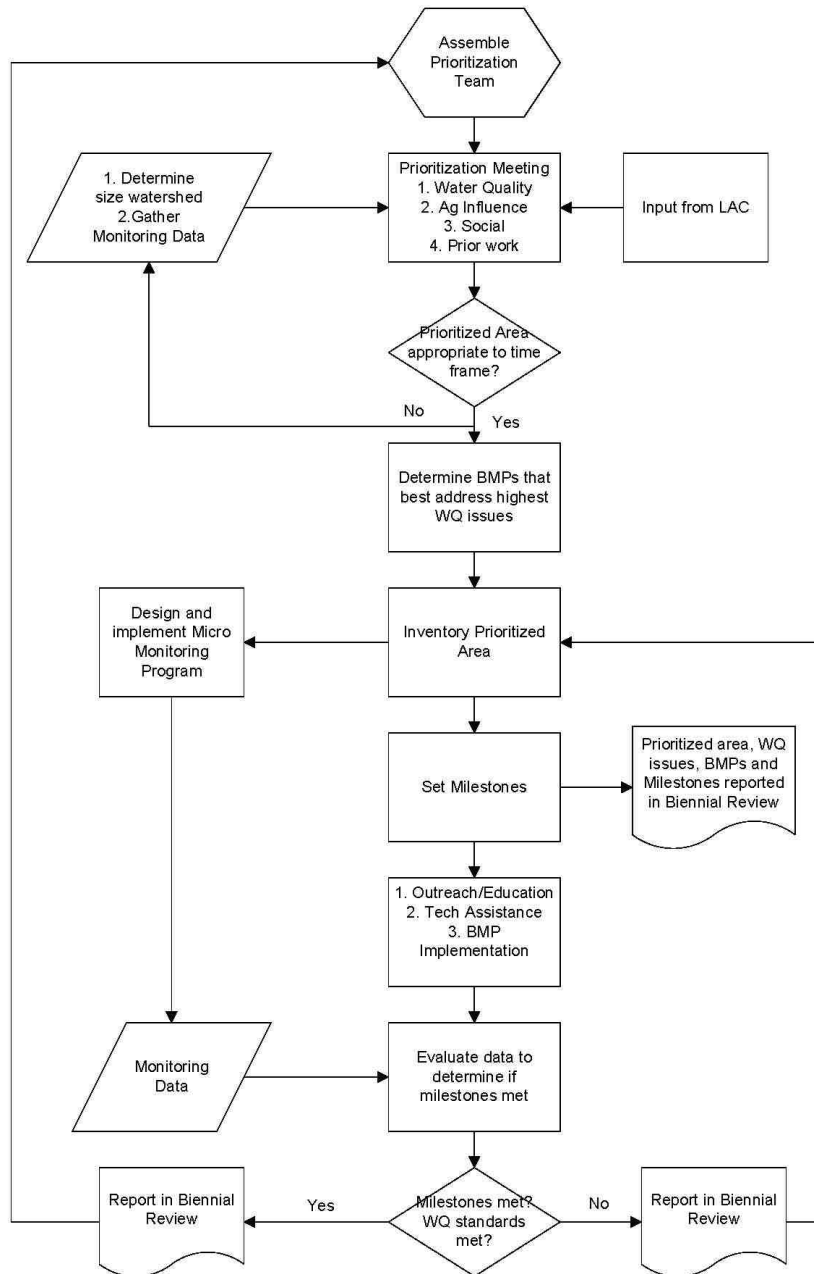 Assemble
Prioritization
Team
1. Determine
size watershed
2.Gather
Monitoring Data
Prioritization Meeting
1. Water Quality
2. Ag Influence
3. Social
4. Prior work
Input from LAC
Prioritized Area
appropriate to time
frame?
No
Yes
Determine BMPs that
best address highest
WQ issues
Design and
implement Micro
Monitoring
Program
Inventory Prioritized
Area
Set Milestones
Prioritized area, WQ
issues, BMPs and
Milestones reported
in Biennial Review
1. Outreach/Education
2. Tech Assistance
3. BMP
Implementation
Monitoring
Data
Evaluate data to
determine if
milestones met
Report in Biennial
Review
Yes
Milestones met?
WQ standards
met?
No
Report in Biennial
Review